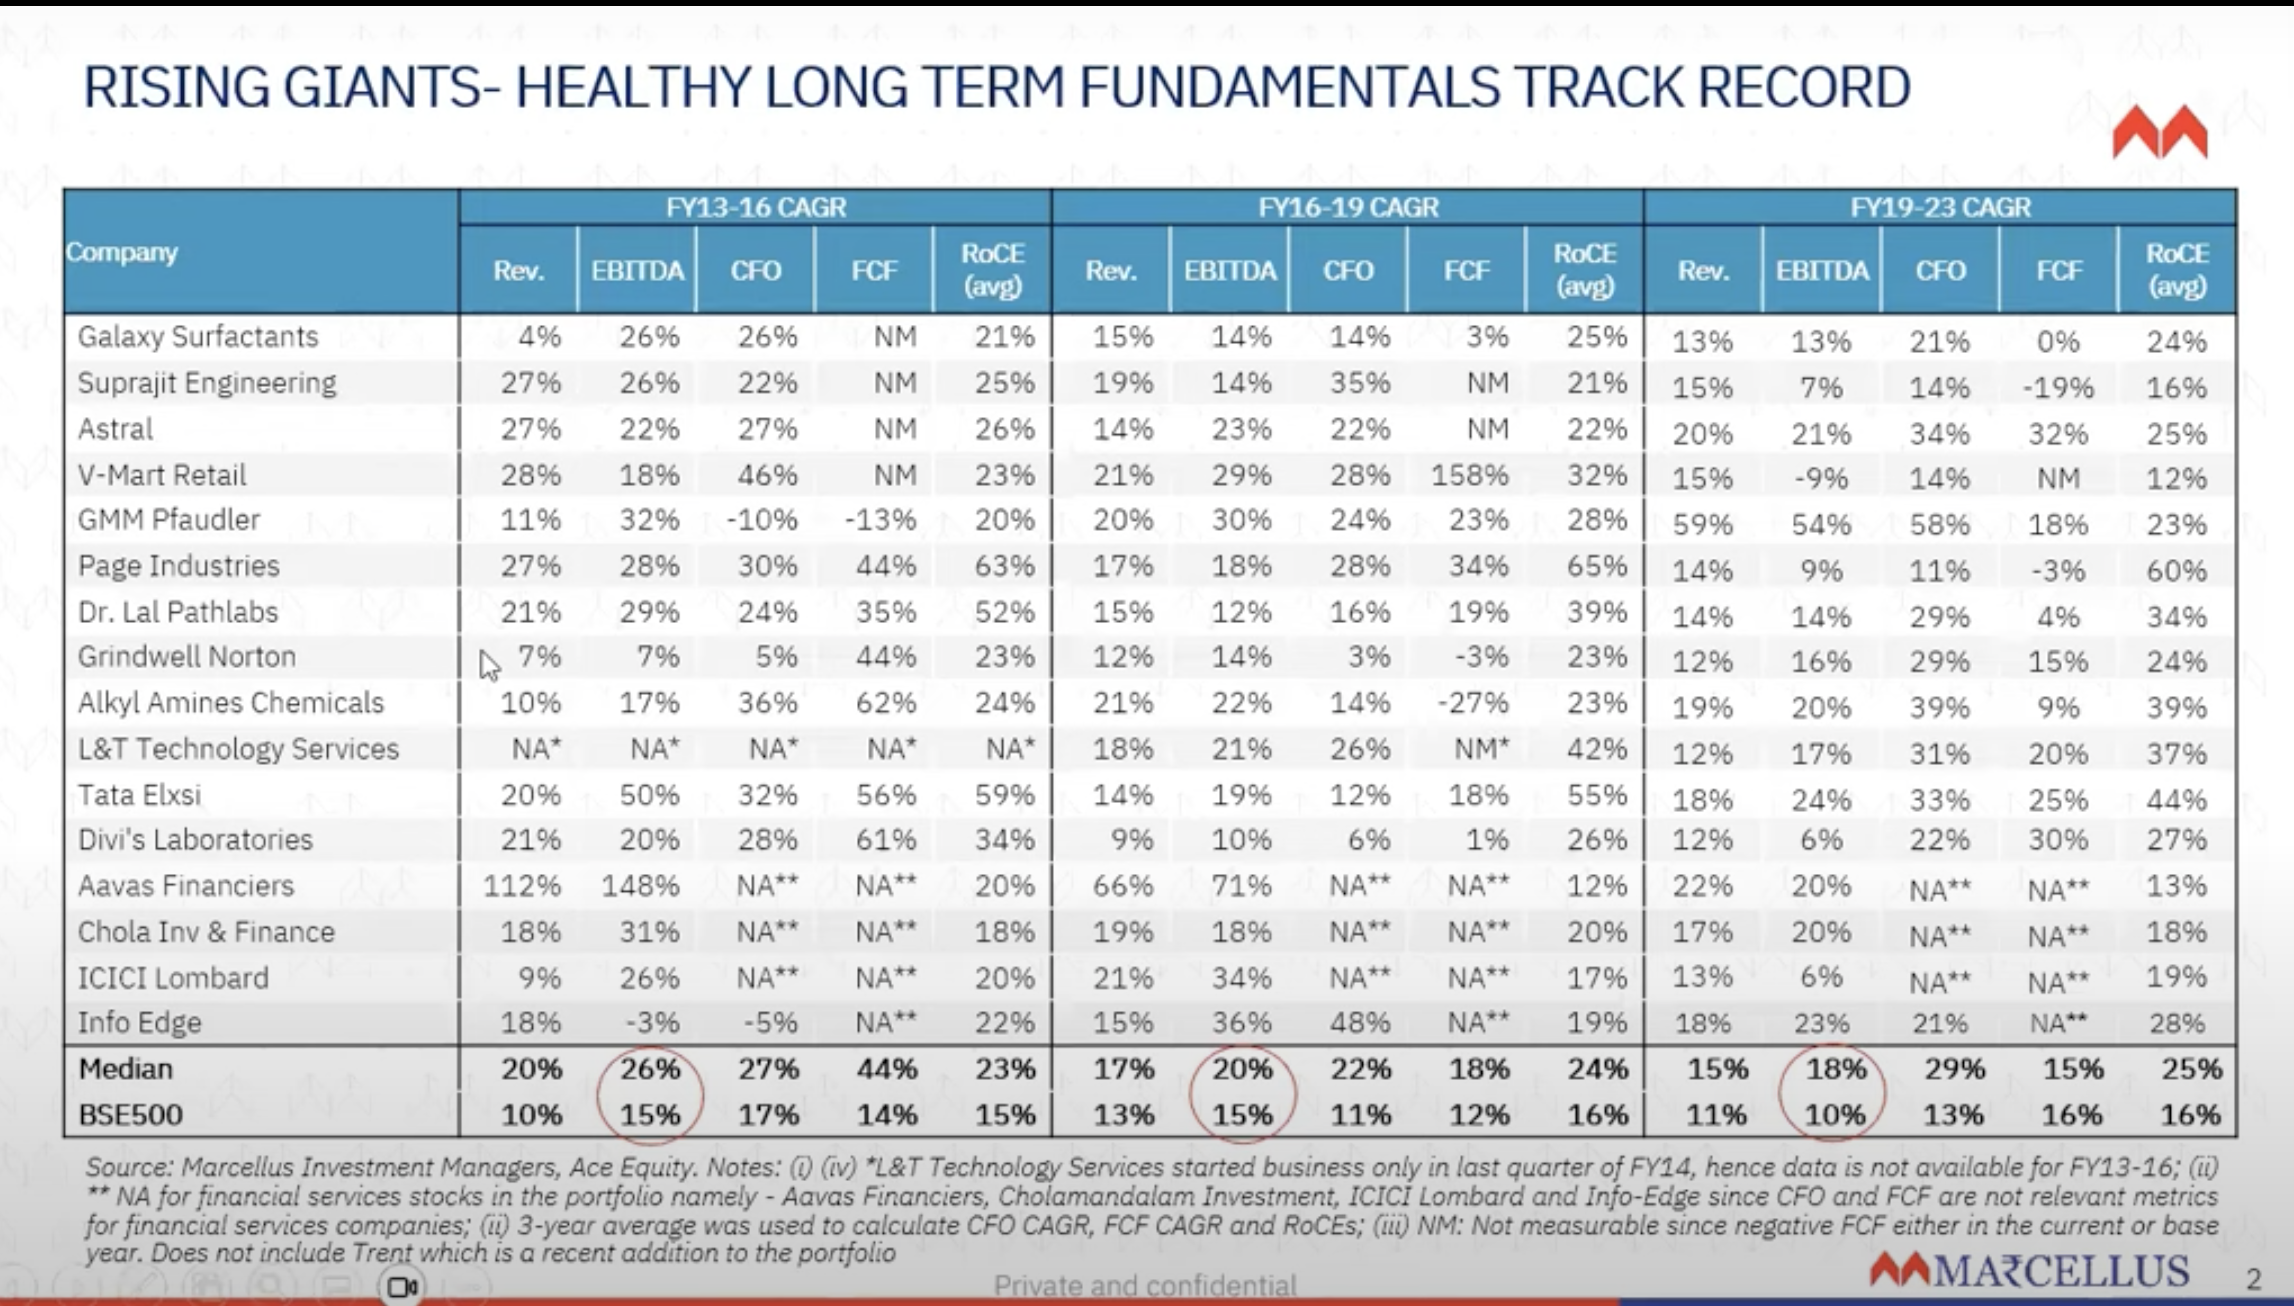 RISING GIANTS- HEALTHY LONG TERM FUNDAMENTALS TRACK RECORD
Company FY13-16 CAGR FY16-19 CAGR FY19-23 CAGR
Rev. EBITDA CFO FCF RoCE (avg) Rev. EBITDA CFO FCF RoCE (avg) Rev. EBITDA CFO FCF RoCE (avg)
Galaxy Surfactants 4% 26% 26% NM 21% 15% 14% 14% 3% 25% 13% 13% 21% 0% 24%
Suprajit Engineering 27% 26% 22% NM 25% 19% 14% 35% NM 21% 15% 7% 14% -19% 16%
Astral 27% 22% 27% NM 26% 14% 23% 22% NM 22% 20% 21% 34% 32% 25%
V-Mart Retail 28% 18% 46% NM 23% 21% 29% 28% 158% 32% 15% -9% 14% NM 12%
GMM Pfaudler 11% 32% -10% -13% 20% 20% 30% 24% 23% 28% 59% 54% 58% 18% 23%
Page Industries 27% 28% 30% 44% 63% 17% 18% 28% 34% 65% 14% 9% 11% -3% 60%
Dr. Lal Pathlabs 21% 29% 24% 35% 52% 15% 12% 16% 19% 39% 14% 14% 29% 4% 34%
Grindwell Norton 7% 7% 5% 44% 23% 12% 14% 3% -3% 23% 12% 16% 29% 15% 24%
Alkyl Amines Chemicals 10% 17% 36% 62% 24% 21% 22% 14% -27% 23% 19% 20% 39% 9% 39%
L&T Technology Services NA* NA* NA* NA* NA* 18% 21% 26% NM* 42% 12% 17% 31% 20% 37%
Tata Elxsi 20% 50% 32% 56% 59% 14% 19% 12% 18% 55% 18% 24% 33% 25% 44%
Divi's Laboratories 21% 20% 28% 61% 34% 9% 10% 6% 1% 26% 12% 6% 22% 30% 27%
Aavas Financiers 112% 148% NA** NA** 20% 66% 71% NA** NA** 12% 22% 20% NA** NA** 13%
Chola Inv & Finance 18% 31% NA** NA** 18% 19% 18% NA** NA** 20% 17% 20% NA** NA** 18%
ICICI Lombard 9% 26% NA** NA** 20% 21% 34% NA** NA** 17% 13% 6% NA** NA** 19%
Info Edge 18% -3% -5% NA** 22% 15% 36% 48% NA** 19% 18% 23% 21% NA** 28%
Median 20% 26% 27% 44% 23% 17% 20% 22% 18% 24% 15% 18% 29% 15% 25%
BSE500 10% 15% 17% 14% 15% 13% 15% 11% 12% 16% 11% 10% 13% 16% 16%
Source: Marcellus Investment Managers, Ace Equity. Notes: (i) (iv) *L&T Technology Services started business only in last quarter of FY14, hence data is not available for FY13-16; (ii)
** NA for financial services stocks in the portfolio namely - Aavas Financiers, Cholamandalam Investment, ICICI Lombard and Info-Edge since CFO and FCF are not relevant metrics
for financial services companies; (ii) 3-year average was used to calculate CFO CAGR, FCF CAGR and RoCEs; (iii) NM: Not measurable since negative FCF either in the current or base
year. Does not include Trent which is a recent addition to the portfolio
Private and confidential
MA₹CELLUS
2